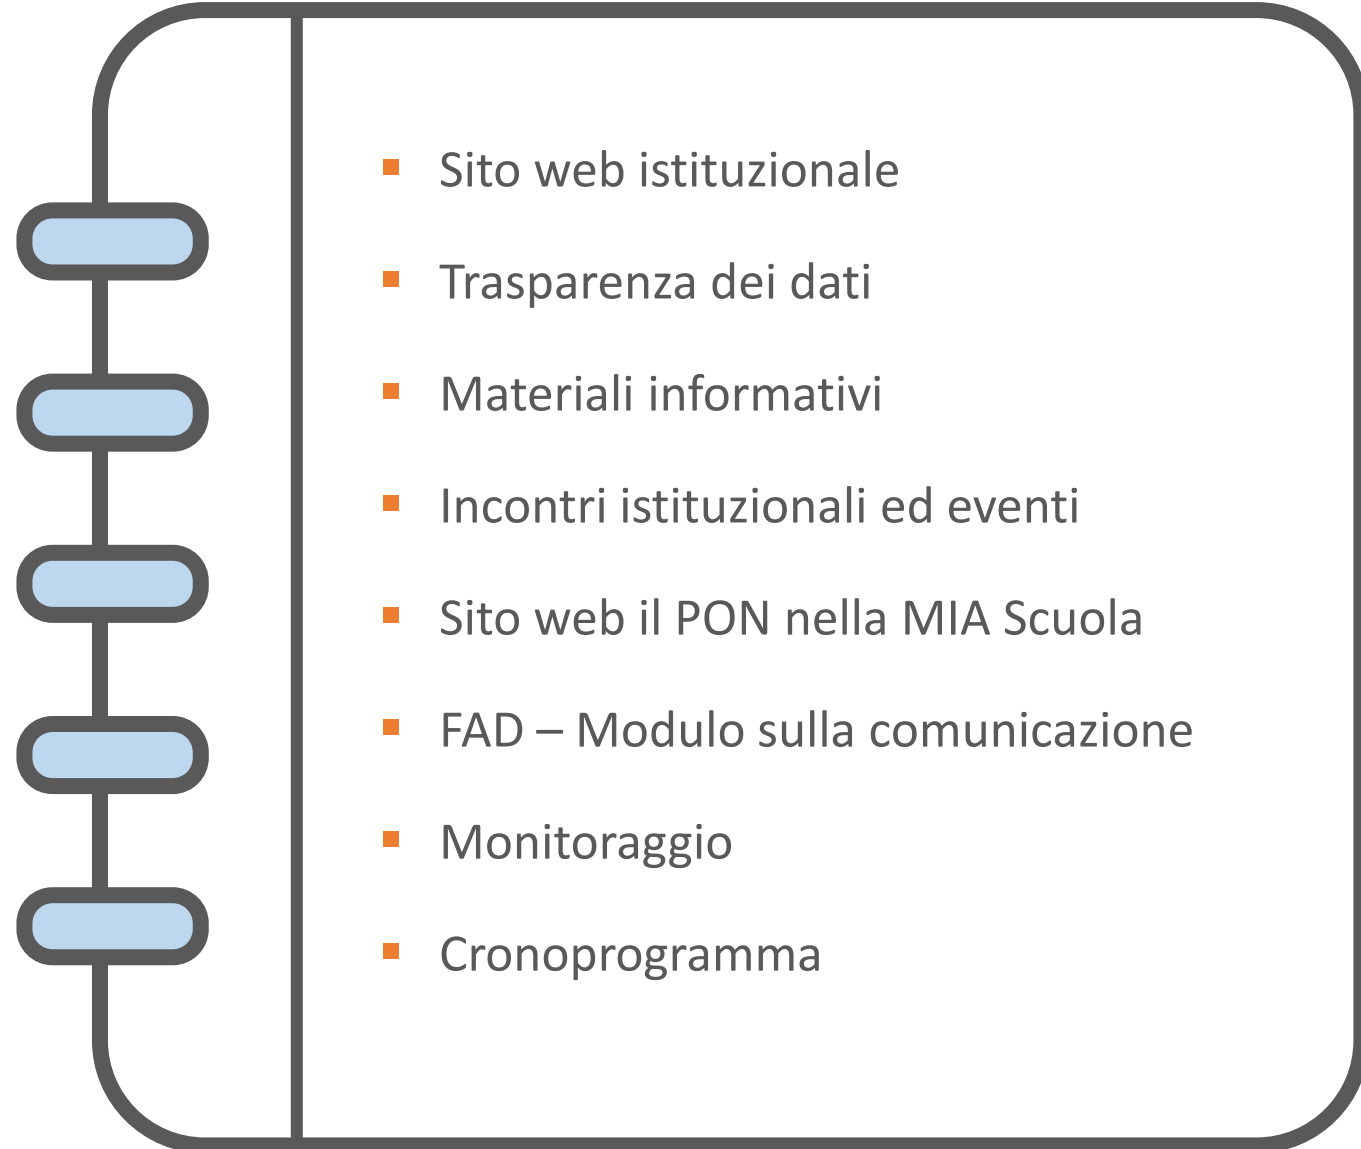 Sito web istituzionale
Trasparenza dei dati
Materiali informativi
Incontri istituzionali ed eventi
Sito web il PON nella MIA Scuola
FAD – Modulo sulla comunicazione
Monitoraggio
Cronoprogramma